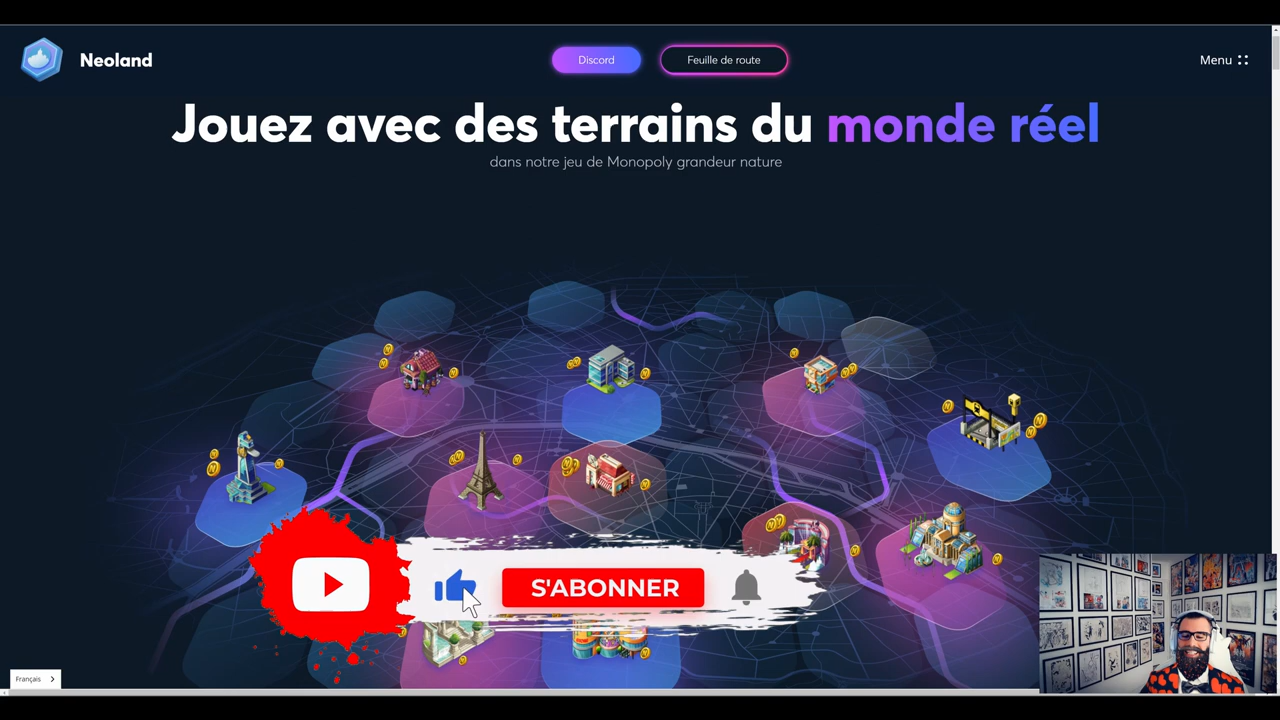 Neoland
Discord
Feuille de route
Menu
Jouez avec des terrains du monde réel
dans notre jeu de Monopoly grandeur nature
S'ABONNER
Français